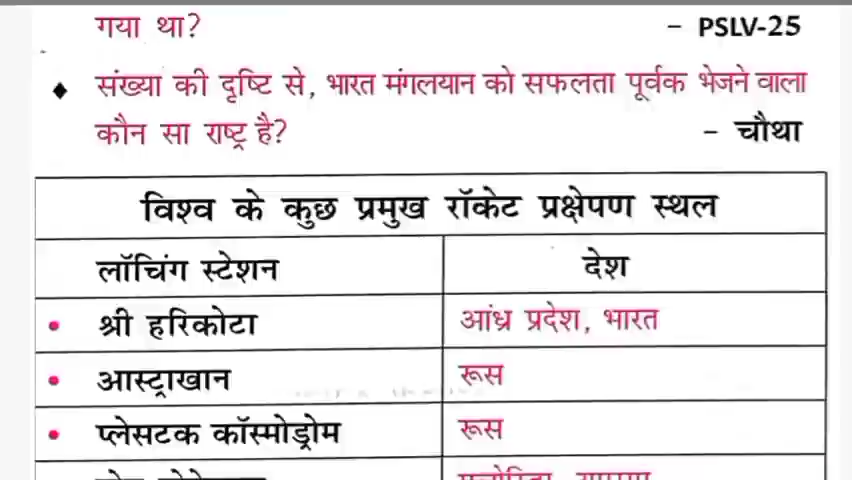 गया था? – PSLV-25
♦ संख्या की दृष्टि से, भारत मंगलयान को सफलता पूर्वक भेजने वाला
कौन सा राष्ट्र है? – चौथा
विश्व के कुछ प्रमुख रॉकेट प्रक्षेपण स्थल
लॉचिंग स्टेशन देश
• श्री हरिकोटा आंध्र प्रदेश, भारत
• आस्ट्राखान रूस
• प्लेसटक कॉस्मोड्रोम रूस